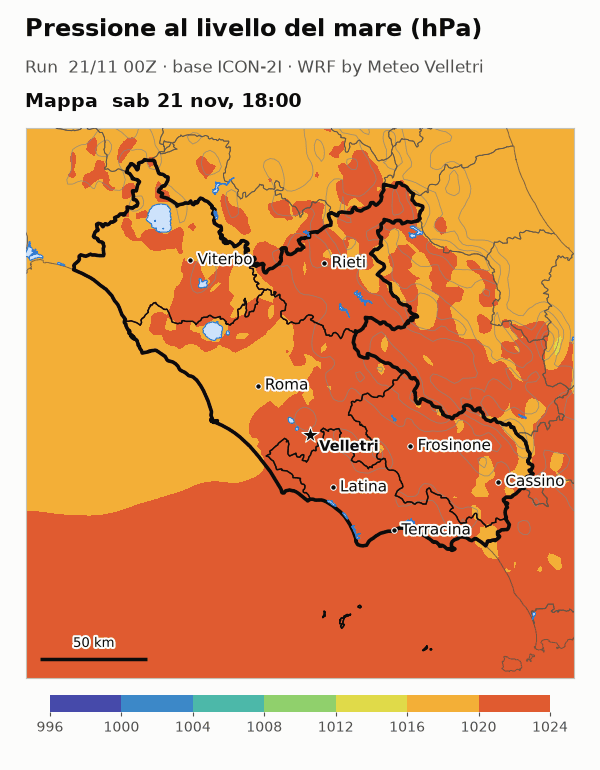 Pressione al livello del mare (hPa)
Run  21/11 00Z · base ICON-2I · WRF by Meteo Velletri
Mappa  sab 21 nov, 18:00
Viterbo
Rieti
Roma
Velletri
Frosinone
Latina
Cassino
Terracina
50 km
996 1000 1004 1008 1012 1016 1020 1024